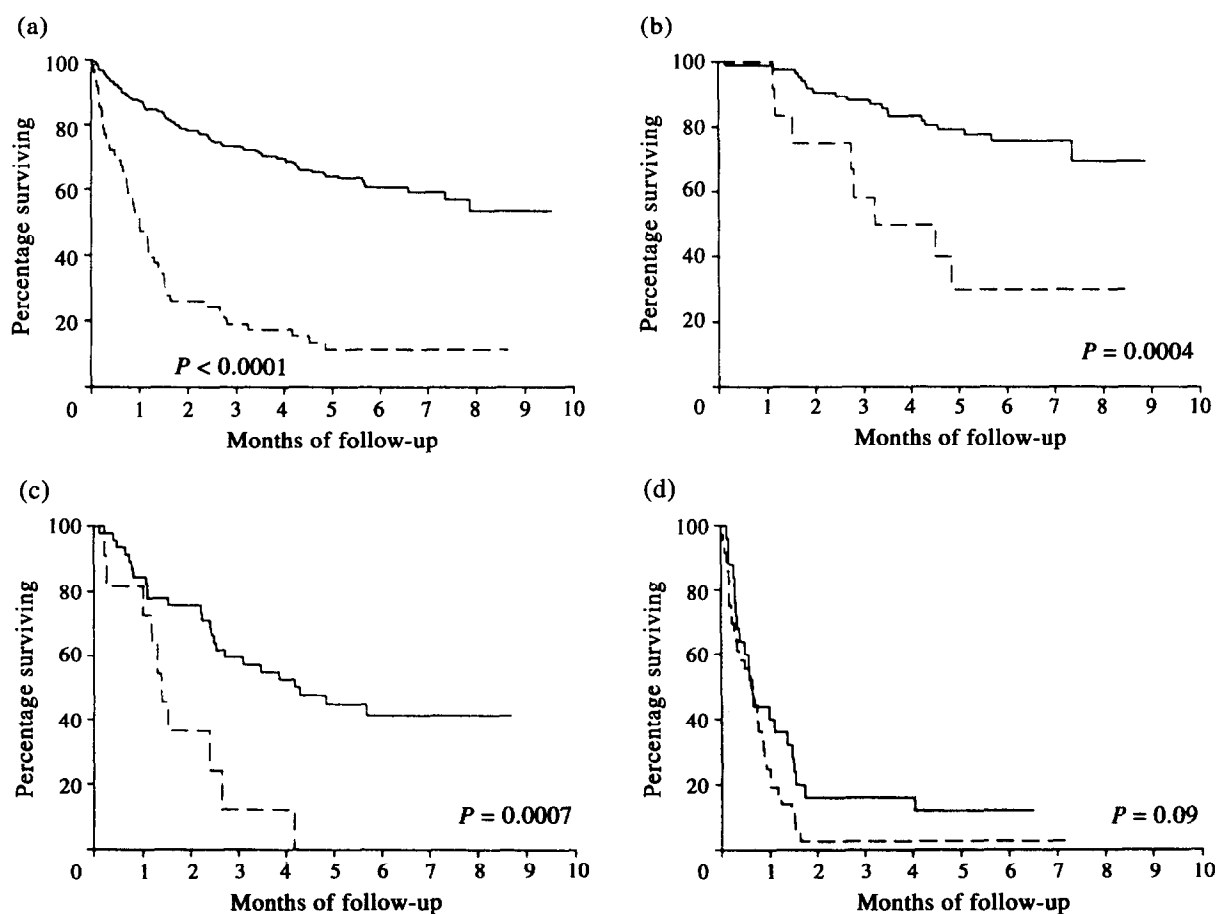 (a)
100
80
60
40
20
0
Percentage surviving
P < 0.0001
1 2 3 4 5 6 7 8 9 10
Months of follow-up
(b)
100
80
60
40
20
0
Percentage surviving
P = 0.0004
1 2 3 4 5 6 7 8 9 10
Months of follow-up
(c)
100
80
60
40
20
0
Percentage surviving
P = 0.0007
1 2 3 4 5 6 7 8 9 10
Months of follow-up
(d)
100
80
60
40
20
0
Percentage surviving
P = 0.09
1 2 3 4 5 6 7 8 9 10
Months of follow-up